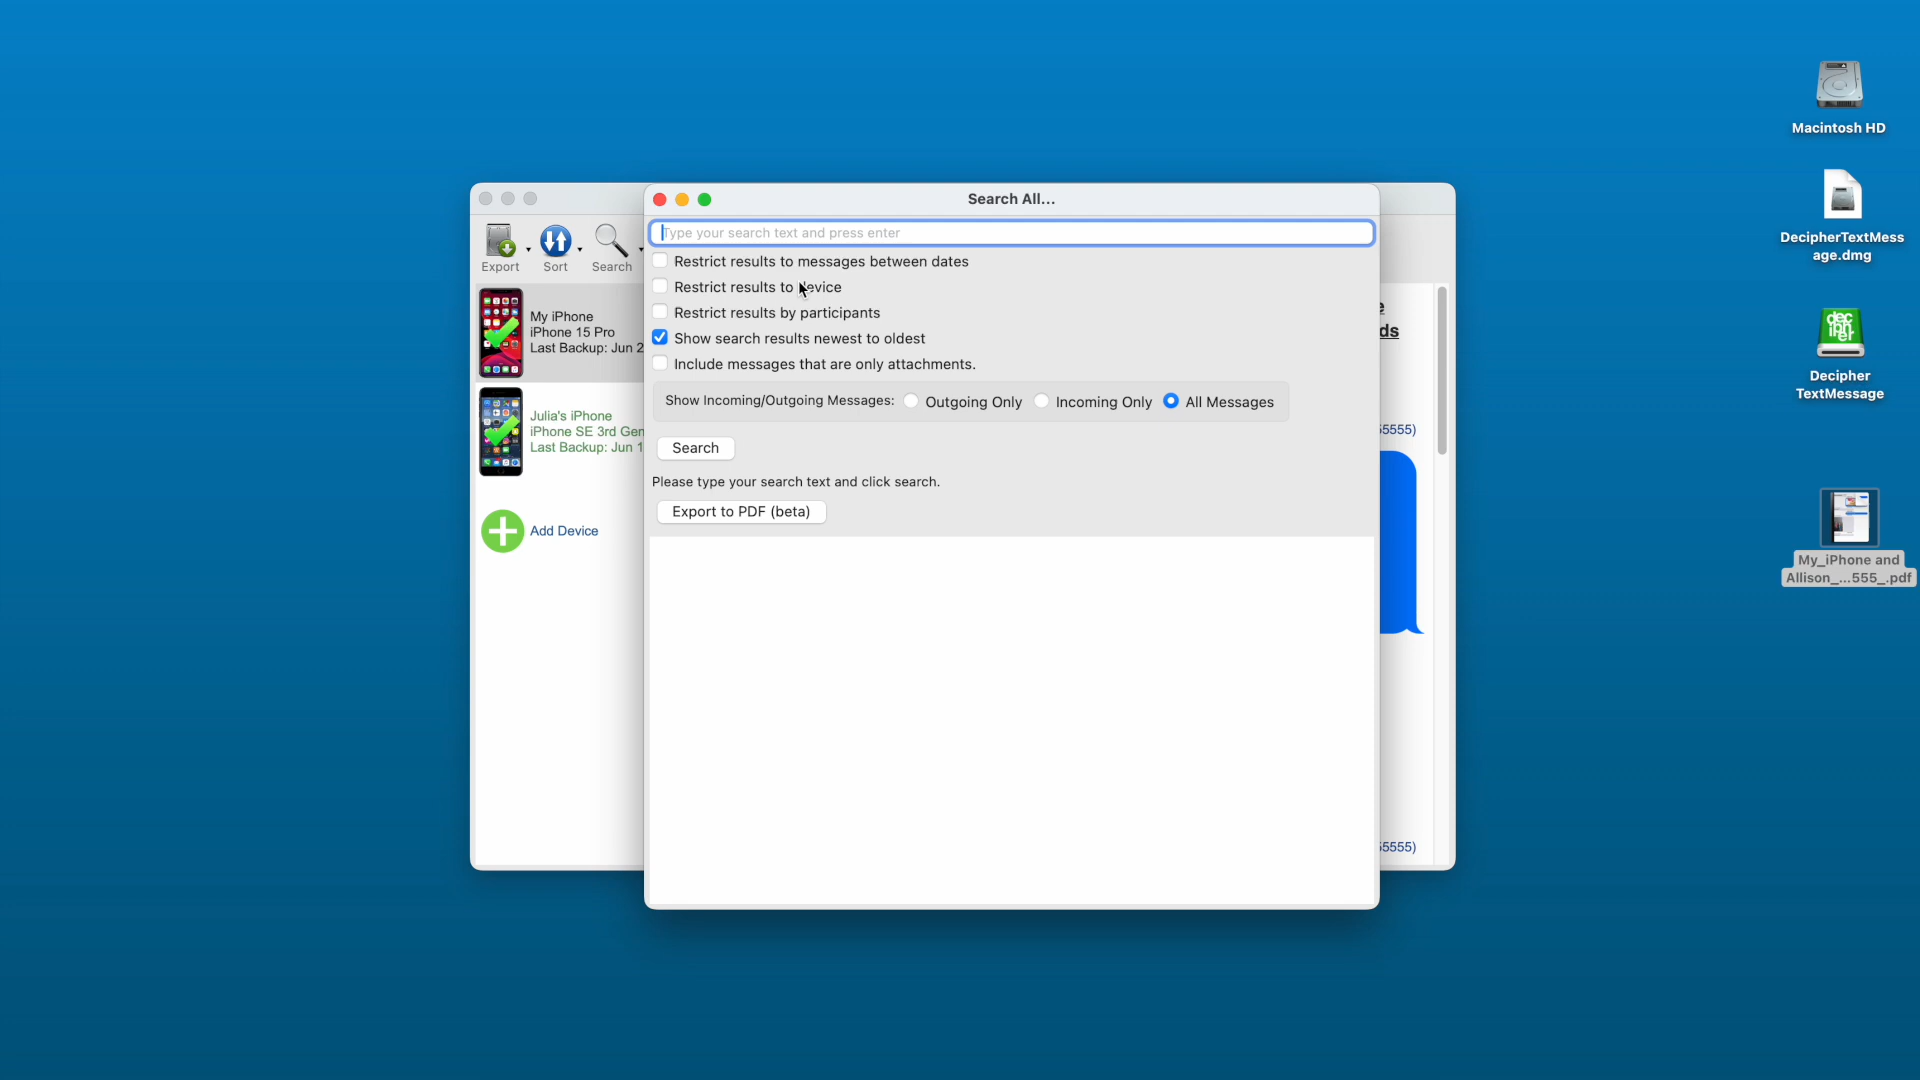 Search All...
Type your search text and press enter
Restrict results to messages between dates
Restrict results to device
Restrict results by participants
Show search results newest to oldest
Include messages that are only attachments.
Show Incoming/Outgoing Messages: Outgoing Only Incoming Only All Messages
Search
Please type your search text and click search.
Export to PDF (beta)
Export Sort Search
My iPhone
iPhone 15 Pro
Last Backup: Jun 2
Julia's iPhone
iPhone SE 3rd Gen
Last Backup: Jun 1
Add Device
e
ds
55555)
55555)
Macintosh HD
DecipherTextMess
age.dmg
decipher
Decipher
TextMessage
My_iPhone and
Allison_...555_.pdf